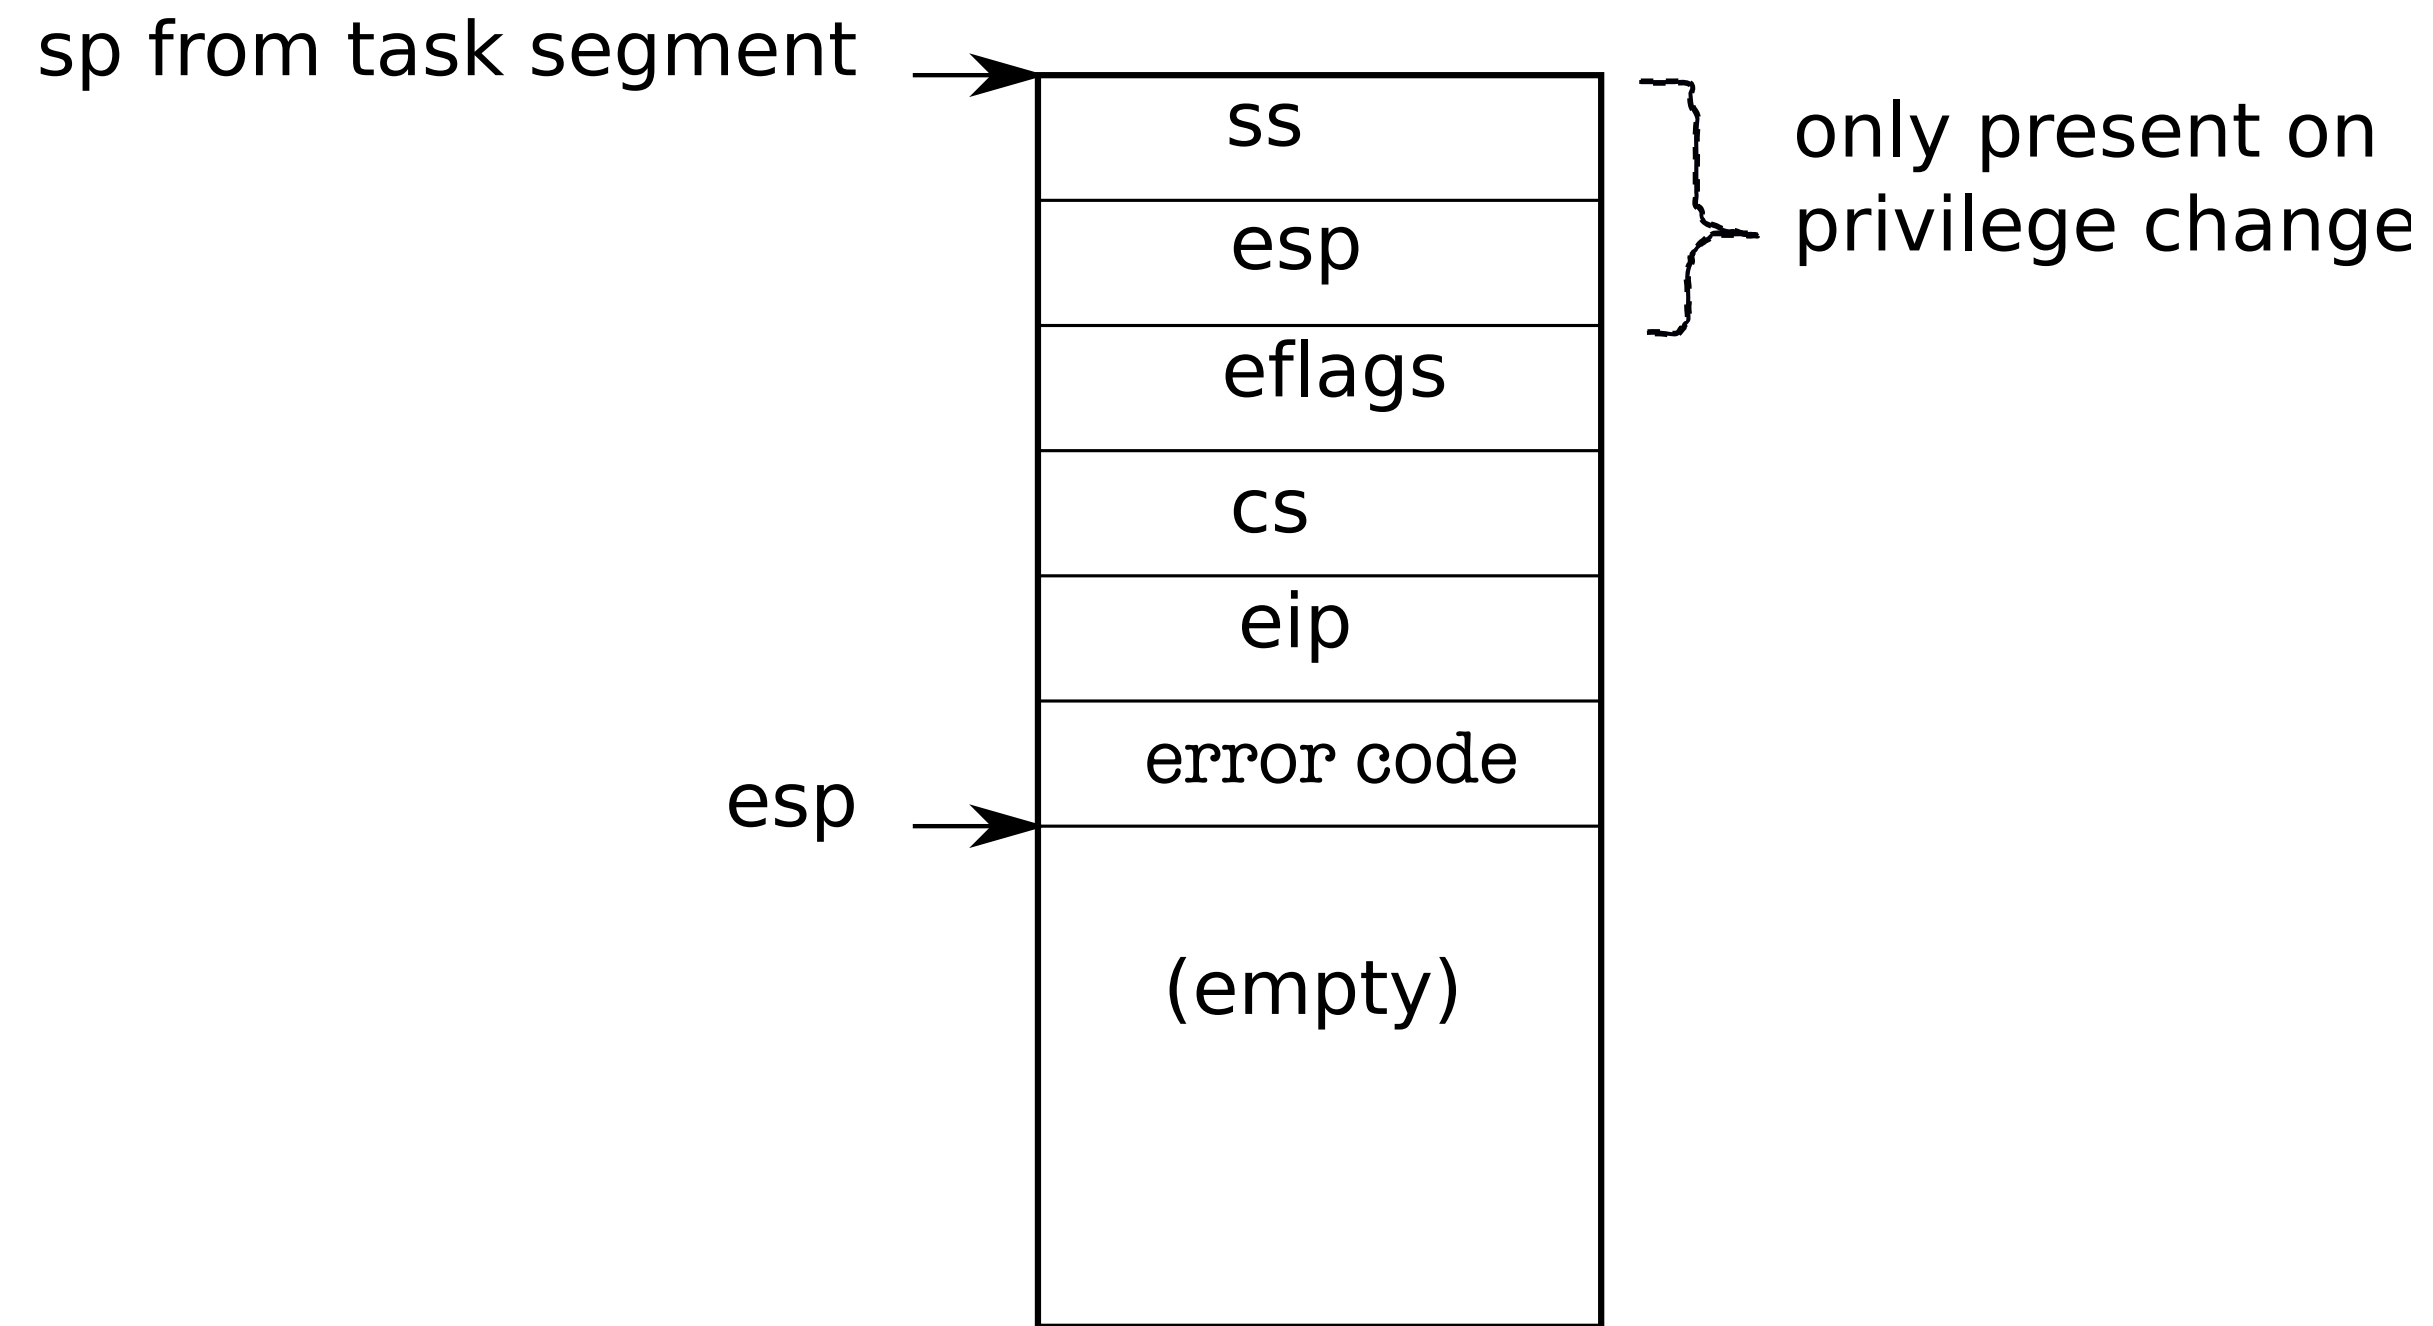 sp from task segment
ss
only present on
privilege change
esp
eflags
cs
eip
error code
esp
(empty)